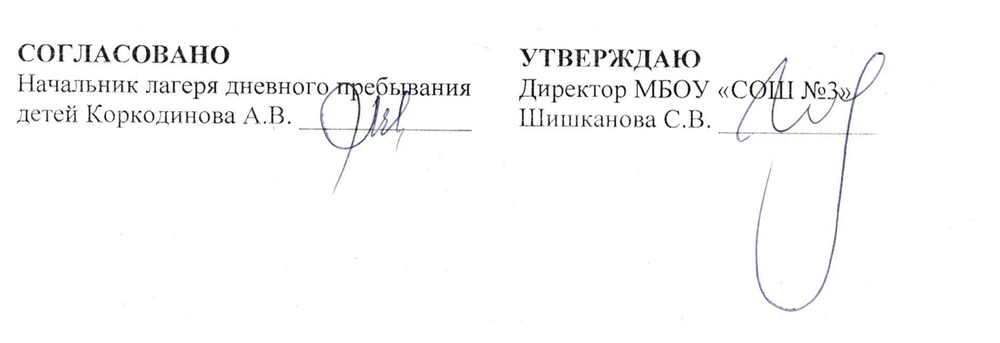 СОГЛАСОВАНО
Начальник лагеря дневного пребывания
детей Коркодинова А.В.
УТВЕРЖДАЮ
Директор МБОУ «СОШ №3»
Шишканова С.В.